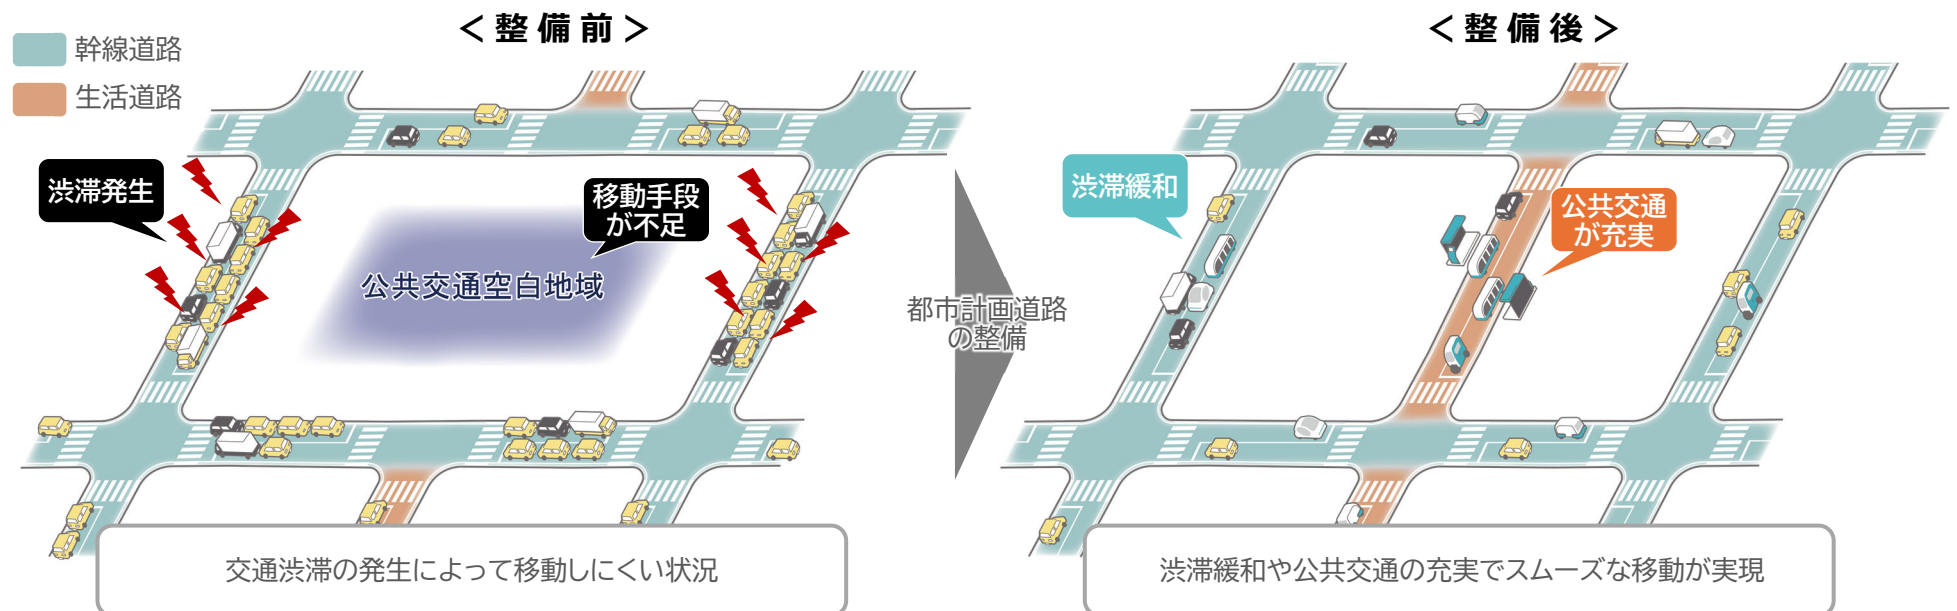 ＜整備前＞
幹線道路
生活道路
渋滞発生
移動手段
が不足
公共交通空白地域
交通渋滞の発生によって移動しにくい状況
都市計画道路
の整備
＜整備後＞
渋滞緩和
公共交通
が充実
渋滞緩和や公共交通の充実でスムーズな移動が実現